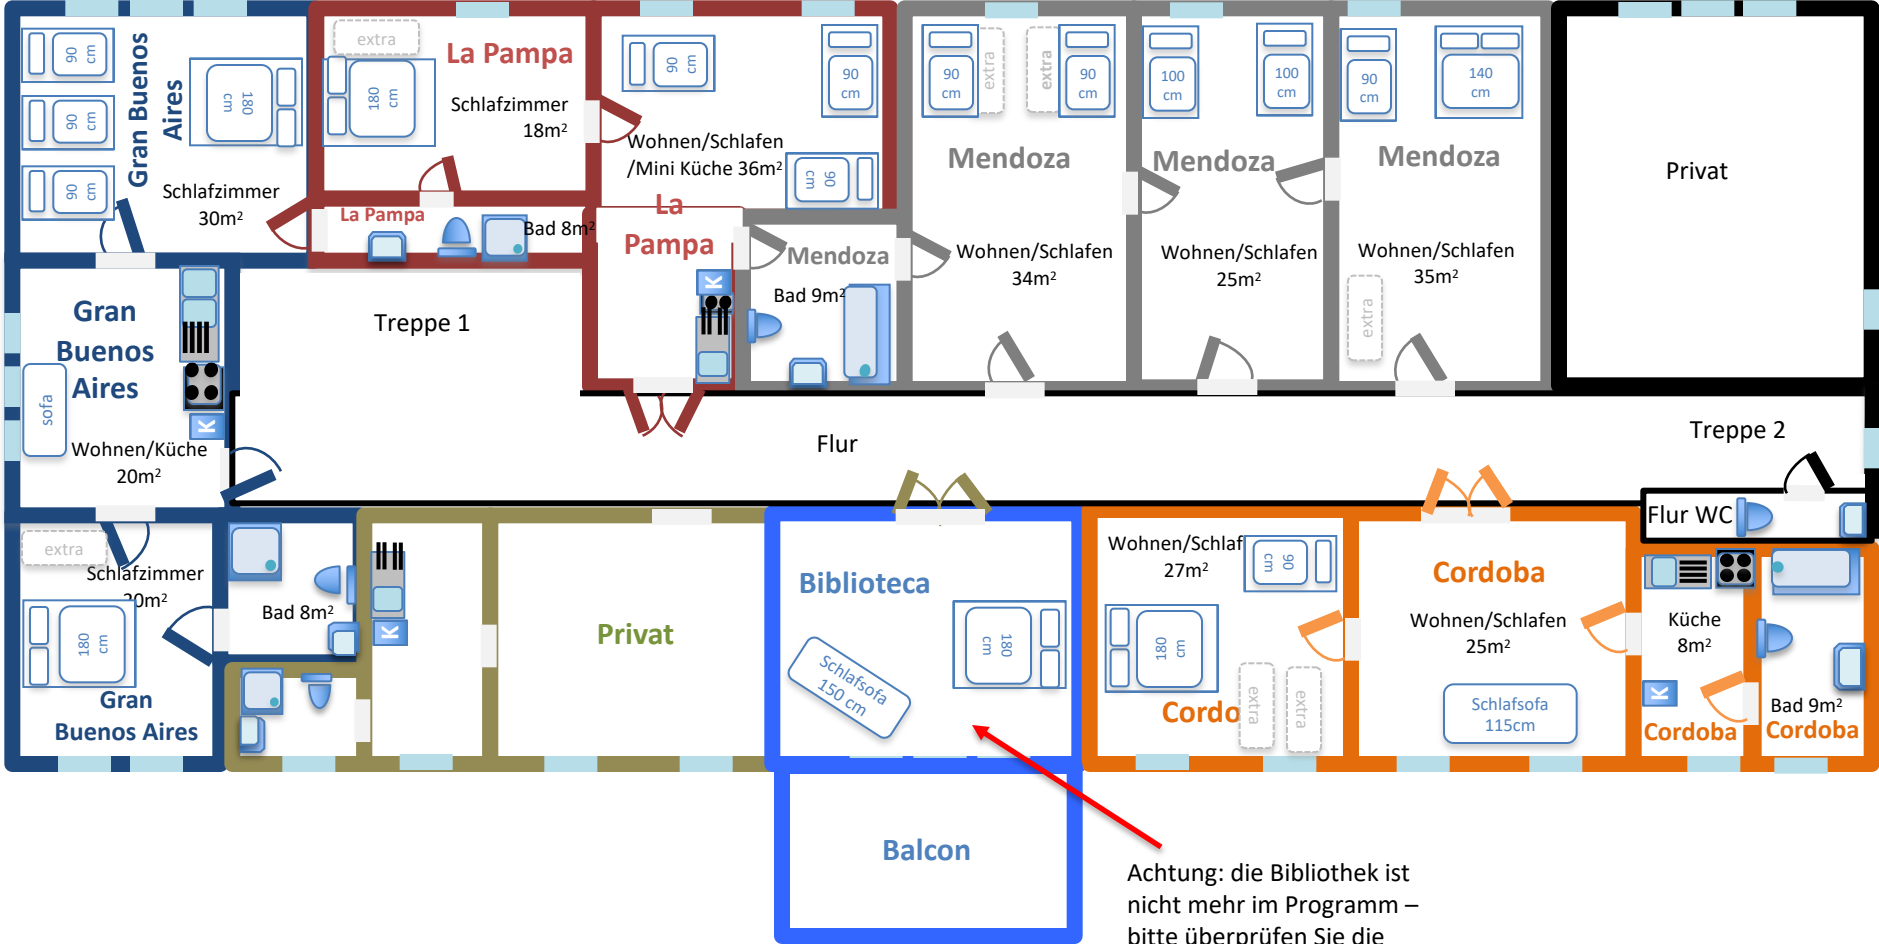 90
cm
90
cm
90
cm
Gran Buenos
Aires
180
cm
Schlafzimmer
30m²
extra
180
cm
La Pampa
Schlafzimmer
18m²
La Pampa
Bad 8m²
90
cm
90
cm
90
cm
Wohnen/Schlafen
/Mini Küche 36m²
La
Pampa
K
Mendoza
Bad 9m²
90
cm
extra
extra
90
cm
Mendoza
Wohnen/Schlafen
34m²
100
cm
100
cm
Mendoza
Wohnen/Schlafen
25m²
90
cm
140
cm
Mendoza
Wohnen/Schlafen
35m²
extra
Privat
Gran
Buenos
Aires
sofa
K
Wohnen/Küche
20m²
Treppe 1
Flur
Treppe 2
Flur WC
extra
Schlafzimmer
20m²
180
cm
Gran
Buenos Aires
Bad 8m²
K
Privat
Biblioteca
180
cm
Schlafsofa
150 cm
Balcon
Wohnen/Schlaf
27m²
90
cm
180
cm
Cordo
extra
extra
Cordoba
Wohnen/Schlafen
25m²
Schlafsofa
115cm
Küche
8m²
K
Cordoba
Bad 9m²
Cordoba
Achtung: die Bibliothek ist
nicht mehr im Programm –
bitte überprüfen Sie die